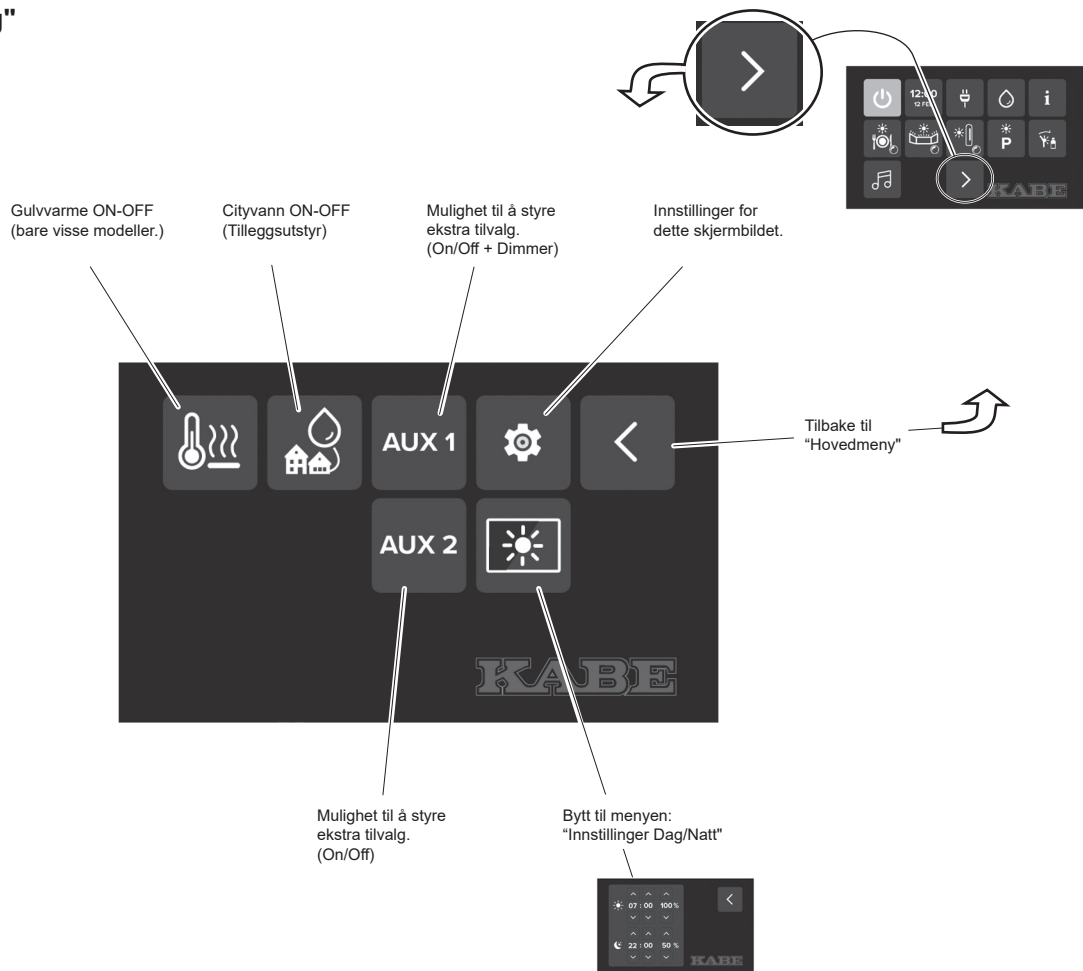 g"
12:00
12 FEB
i
P
KABE
Gulvvarme ON-OFF
(bare visse modeller.)
Cityvann ON-OFF
(Tilleggsutstyr)
Mulighet til å styre
ekstra tilvalg.
(On/Off + Dimmer)
Innstillinger for
dette skjermbildet.
AUX 1
Tilbake til
“Hovedmeny"
AUX 2
KABE
Mulighet til å styre
ekstra tilvalg.
(On/Off)
Bytt til menyen:
“Innstillinger Dag/Natt"
07 : 00 100 %
22 : 00 50 %
KABE